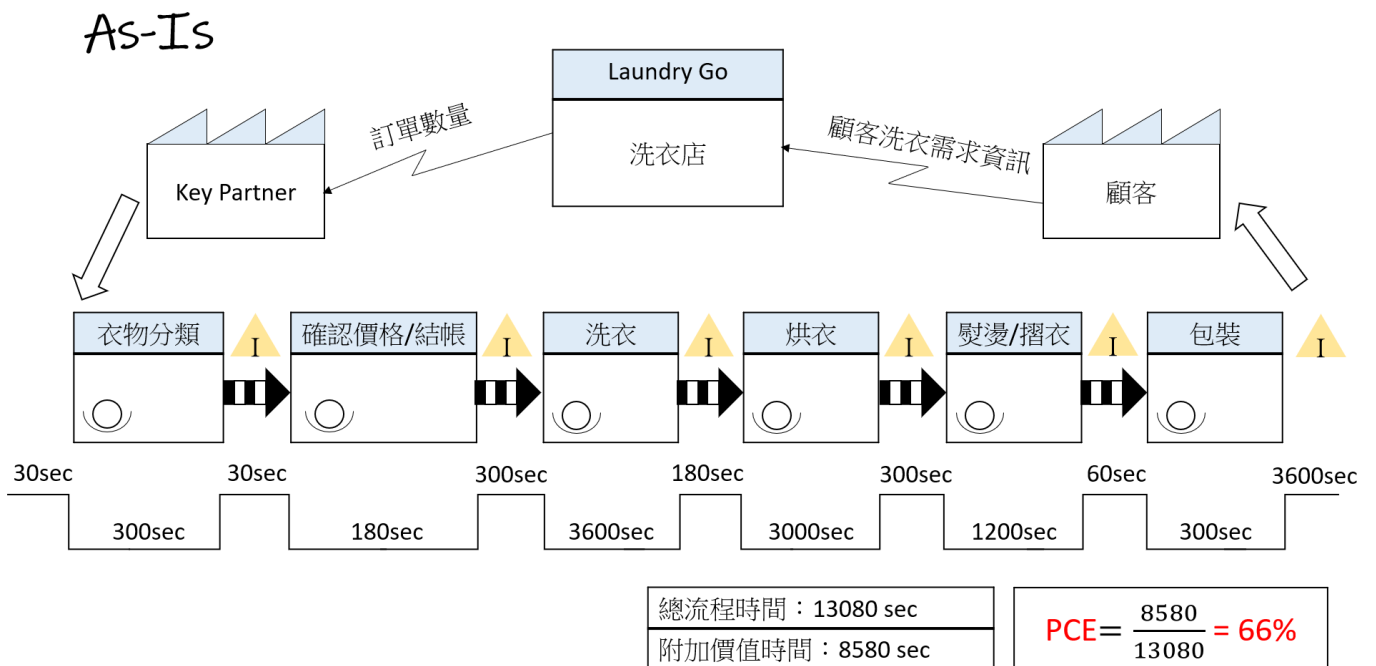 As-Is
Laundry Go
洗衣店
訂單數量
顧客洗衣需求資訊
Key Partner
顧客
衣物分類
I
確認價格/結帳
I
洗衣
I
烘衣
I
熨燙/摺衣
I
包裝
I
30sec
30sec
300sec
180sec
300sec
60sec
3600sec
300sec
180sec
3600sec
3000sec
1200sec
300sec
總流程時間：13080 sec
附加價值時間：8580 sec
PCE= 8580/13080 = 66%